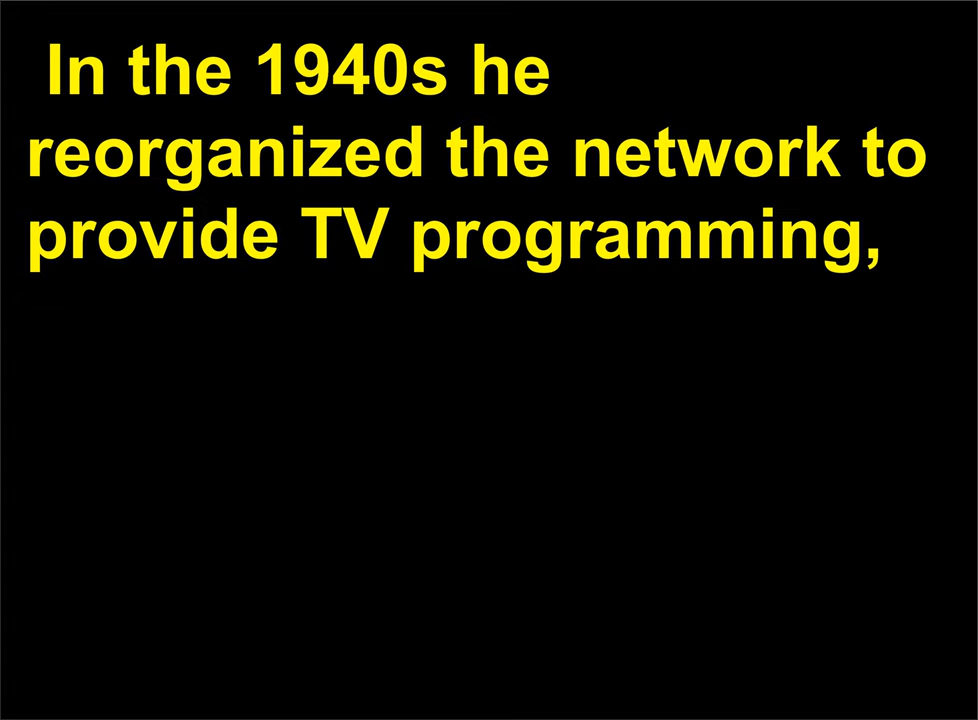 In the 1940s he
reorganized the network to
provide TV programming,